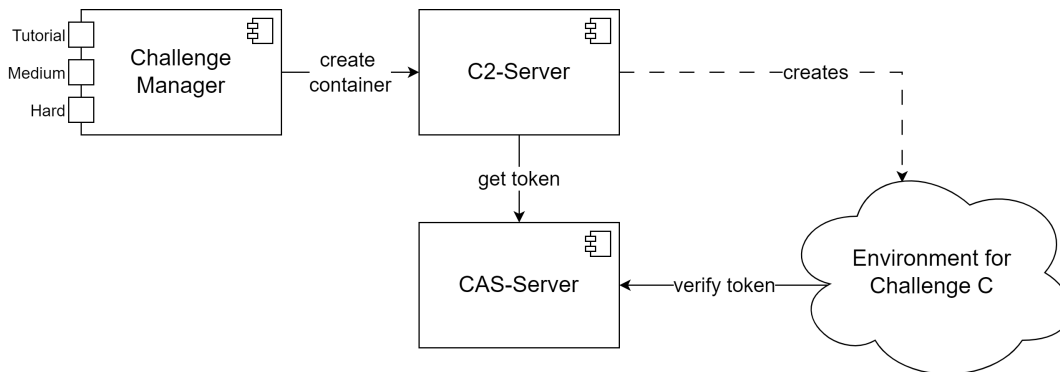 Tutorial
Medium
Hard
Challenge
Manager
create
container
C2-Server
creates
get token
CAS-Server
verify token
Environment for
Challenge C